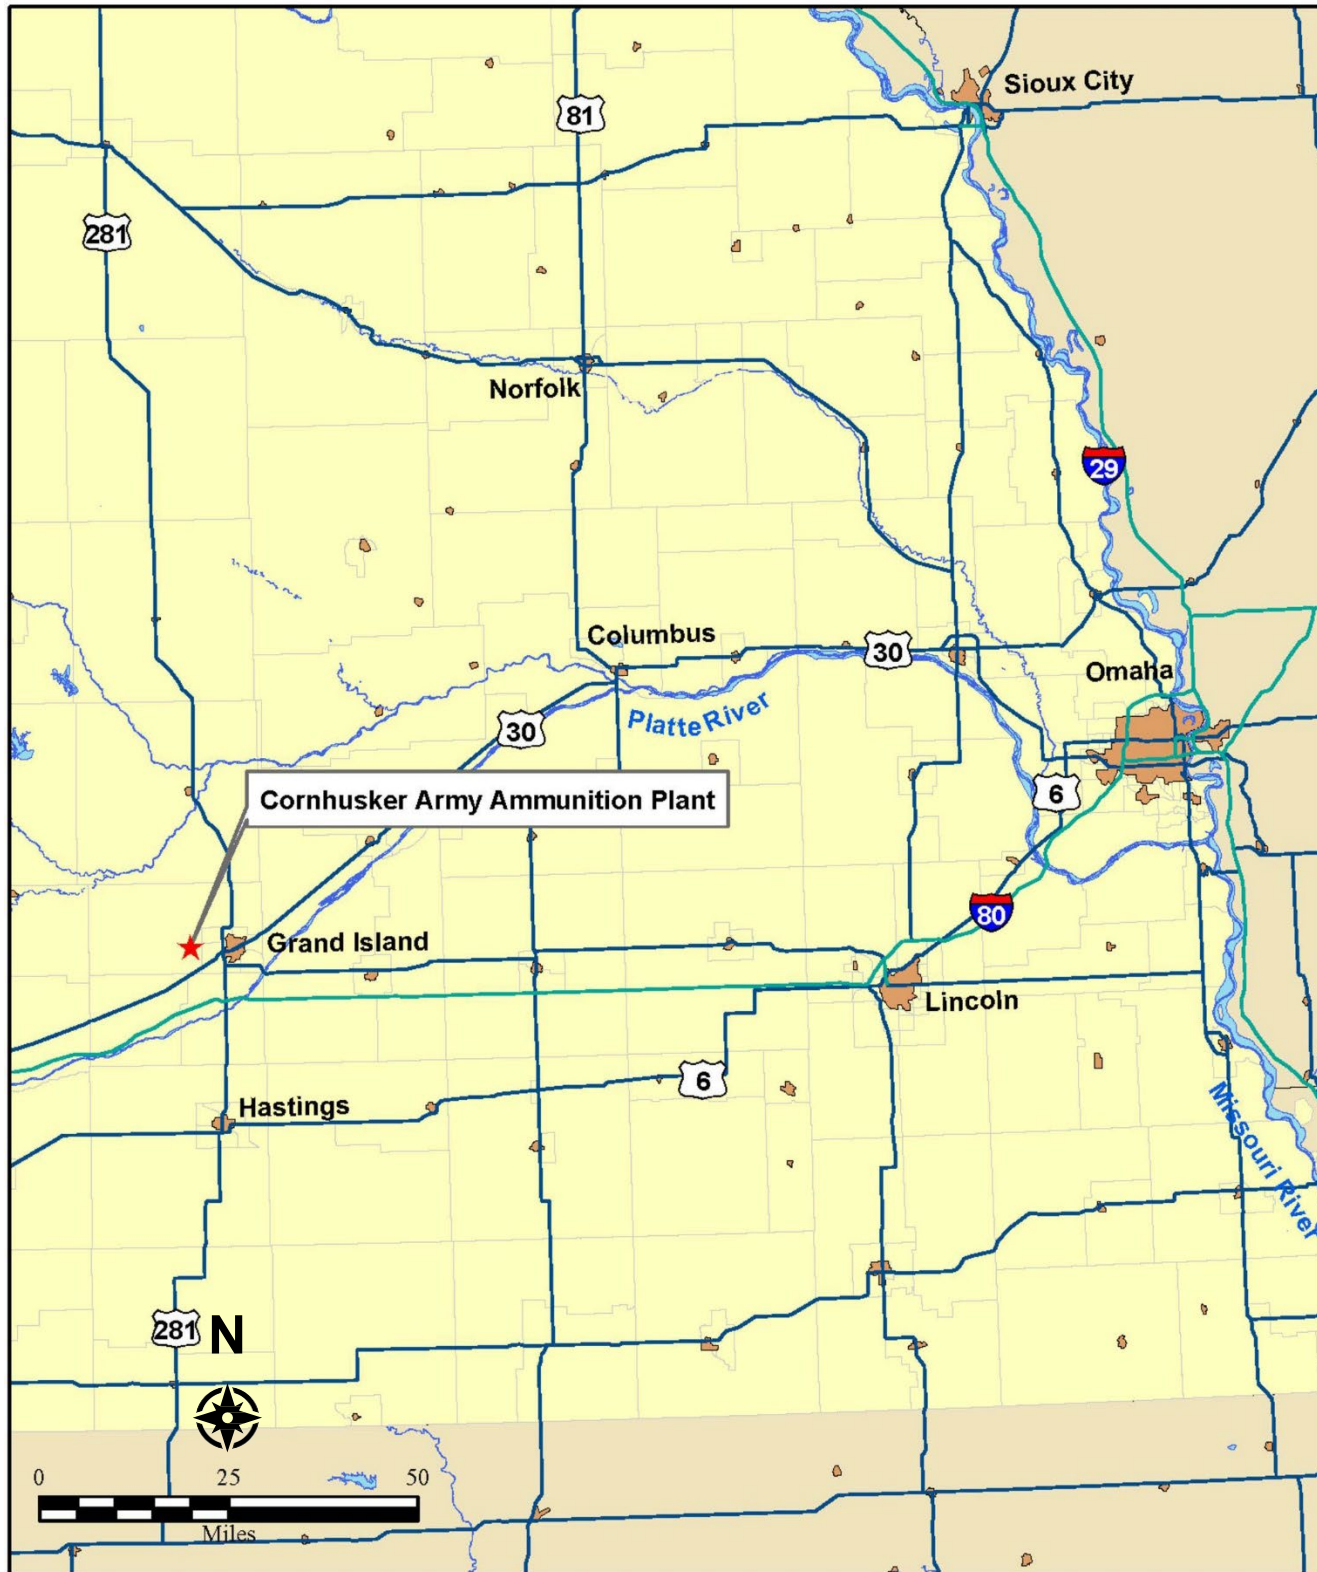 Sioux City
81
281
Norfolk
29
Columbus
30
Omaha
Platte River
30
Cornhusker Army Ammunition Plant
6
80
Grand Island
Lincoln
6
Hastings
Missouri River
281
N
0 25 50
Miles